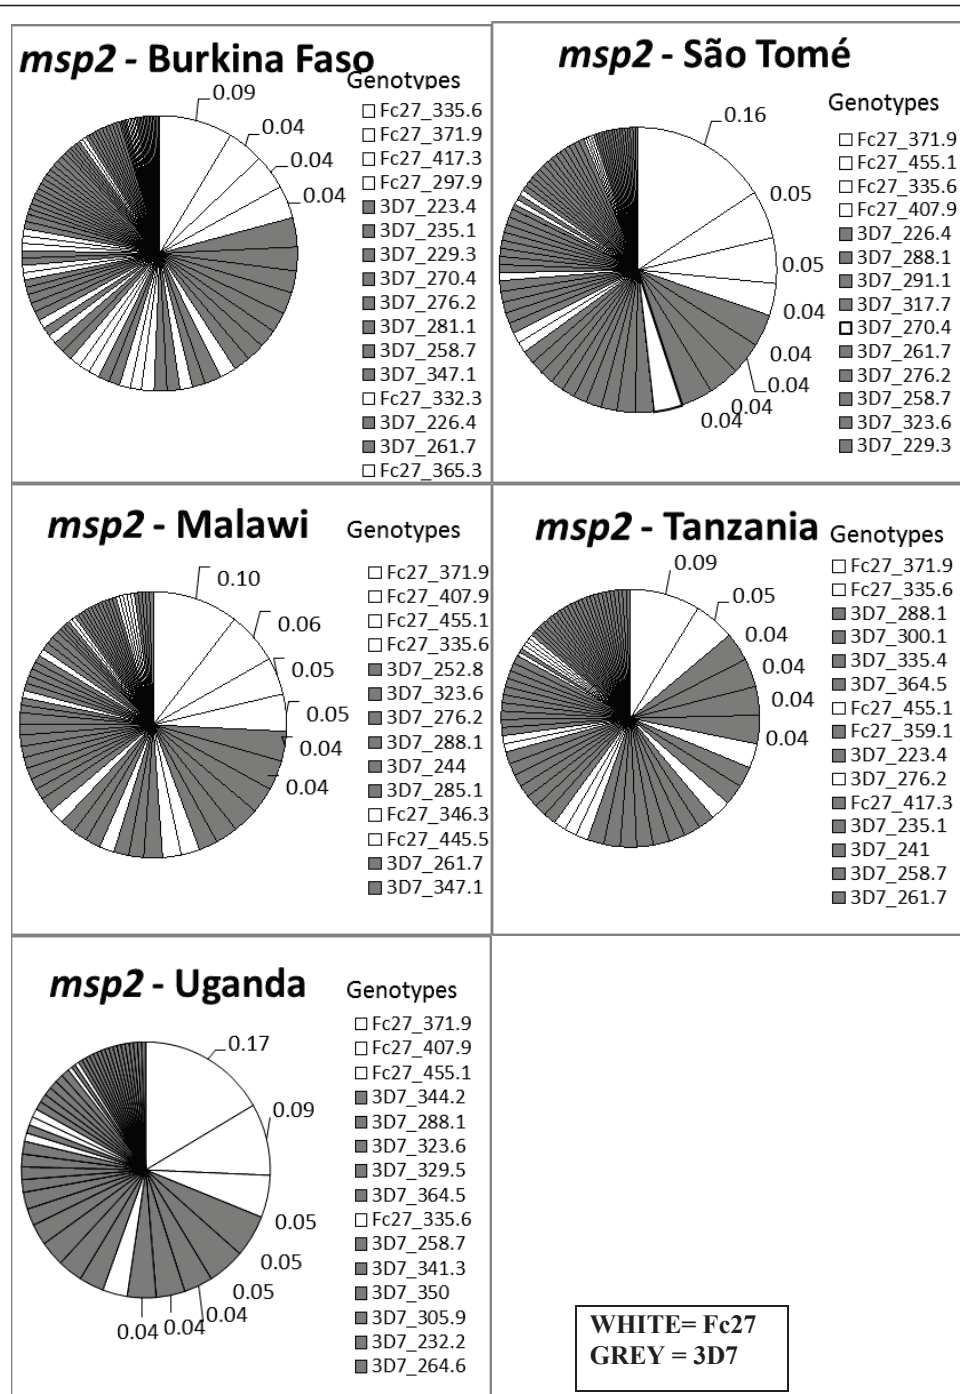 msp2 - Burkina Faso
Genotypes
0.09
0.04
0.04
0.04
Fc27_335.6
Fc27_371.9
Fc27_417.3
Fc27_297.9
3D7_223.4
3D7_235.1
3D7_229.3
3D7_270.4
3D7_276.2
3D7_281.1
3D7_258.7
3D7_347.1
Fc27_332.3
3D7_226.4
3D7_261.7
Fc27_365.3
msp2 - São Tomé
Genotypes
0.16
0.05
0.05
0.04
0.04
0.04
0.04
0.04
Fc27_371.9
Fc27_455.1
Fc27_335.6
Fc27_407.9
3D7_226.4
3D7_288.1
3D7_291.1
3D7_317.7
3D7_270.4
3D7_261.7
3D7_276.2
3D7_258.7
3D7_323.6
3D7_229.3
msp2 - Malawi
Genotypes
0.10
0.06
0.05
0.05
0.04
0.04
Fc27_371.9
Fc27_407.9
Fc27_455.1
Fc27_335.6
3D7_252.8
3D7_323.6
3D7_276.2
3D7_288.1
3D7_244
3D7_285.1
Fc27_346.3
Fc27_445.5
3D7_261.7
3D7_347.1
msp2 - Tanzania
Genotypes
0.09
0.05
0.04
0.04
0.04
0.04
Fc27_371.9
Fc27_335.6
3D7_288.1
3D7_300.1
3D7_335.4
3D7_364.5
Fc27_455.1
Fc27_359.1
3D7_223.4
3D7_276.2
Fc27_417.3
3D7_235.1
3D7_241
3D7_258.7
3D7_261.7
msp2 - Uganda
Genotypes
0.17
0.09
0.05
0.05
0.05
0.04
0.04
0.04
Fc27_371.9
Fc27_407.9
Fc27_455.1
3D7_344.2
3D7_288.1
3D7_323.6
3D7_329.5
3D7_364.5
Fc27_335.6
3D7_258.7
3D7_341.3
3D7_350
3D7_305.9
3D7_232.2
3D7_264.6
WHITE= Fc27
GREY = 3D7